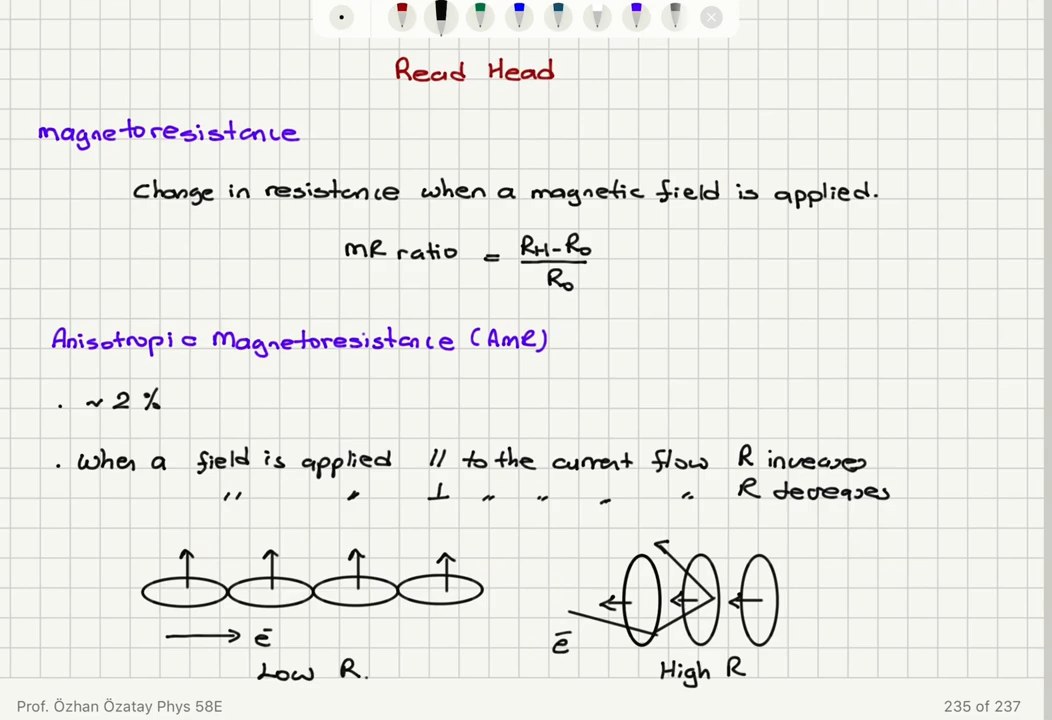 Read Head
magnetoresistance
Change in resistance when a magnetic field is applied.
MR ratio = RH - R0 / R0
Anisotropic Magnetoresistance (AMR)
. ~ 2 %
. When a field is applied // to the current flow R increases
" " ⊥ " " " " R decreases
e̅
Low R.
e̅
High R
Prof. Özhan Özatay Phys 58E
235 of 237